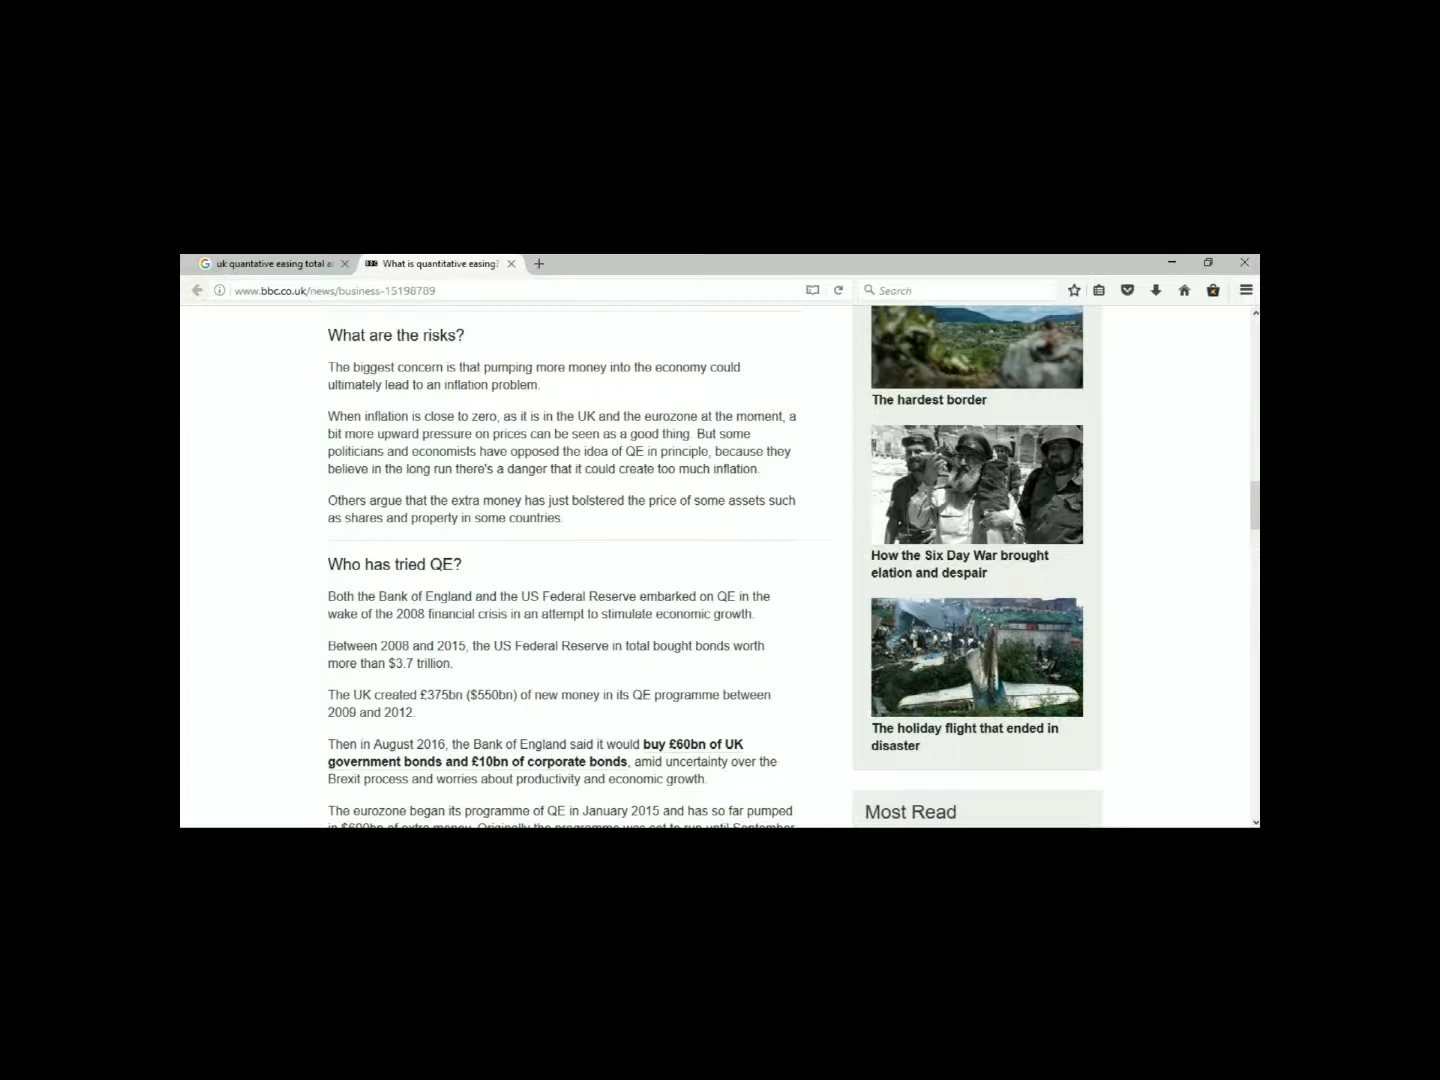 uk quantative easing total a
What is quantitative easing?
www.bbc.co.uk/news/business-15198789
Search
What are the risks?
The biggest concern is that pumping more money into the economy could
ultimately lead to an inflation problem.
When inflation is close to zero, as it is in the UK and the eurozone at the moment, a
bit more upward pressure on prices can be seen as a good thing. But some
politicians and economists have opposed the idea of QE in principle, because they
believe in the long run there's a danger that it could create too much inflation.
Others argue that the extra money has just bolstered the price of some assets such
as shares and property in some countries.
Who has tried QE?
Both the Bank of England and the US Federal Reserve embarked on QE in the
wake of the 2008 financial crisis in an attempt to stimulate economic growth.
Between 2008 and 2015, the US Federal Reserve in total bought bonds worth
more than $3.7 trillion.
The UK created £375bn ($550bn) of new money in its QE programme between
2009 and 2012.
Then in August 2016, the Bank of England said it would buy £60bn of UK
government bonds and £10bn of corporate bonds, amid uncertainty over the
Brexit process and worries about productivity and economic growth.
The eurozone began its programme of QE in January 2015 and has so far pumped
The hardest border
How the Six Day War brought
elation and despair
The holiday flight that ended in
disaster
Most Read